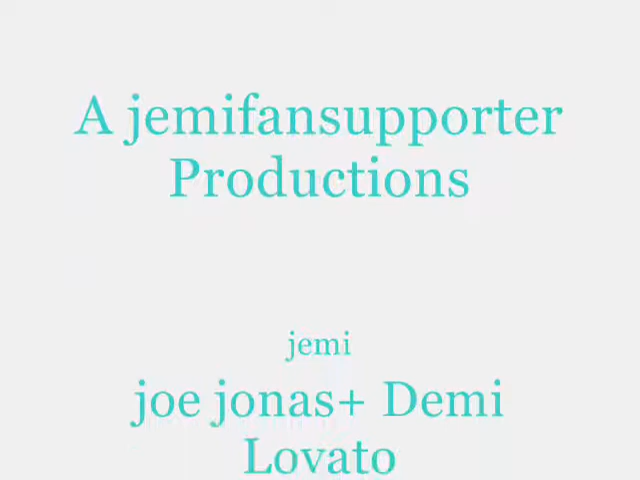 A jemifansupporter
Productions
jemi
joe jonas+ Demi
Lovato